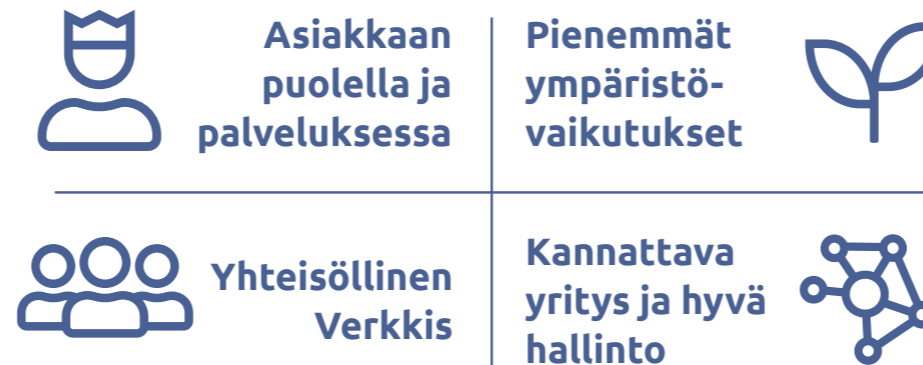 Asiakkaan
puolella ja
palveluksessa
Pienemmät
ympäristö-
vaikutukset
Yhteisöllinen
Verkkis
Kannattava
yritys ja hyvä
hallinto